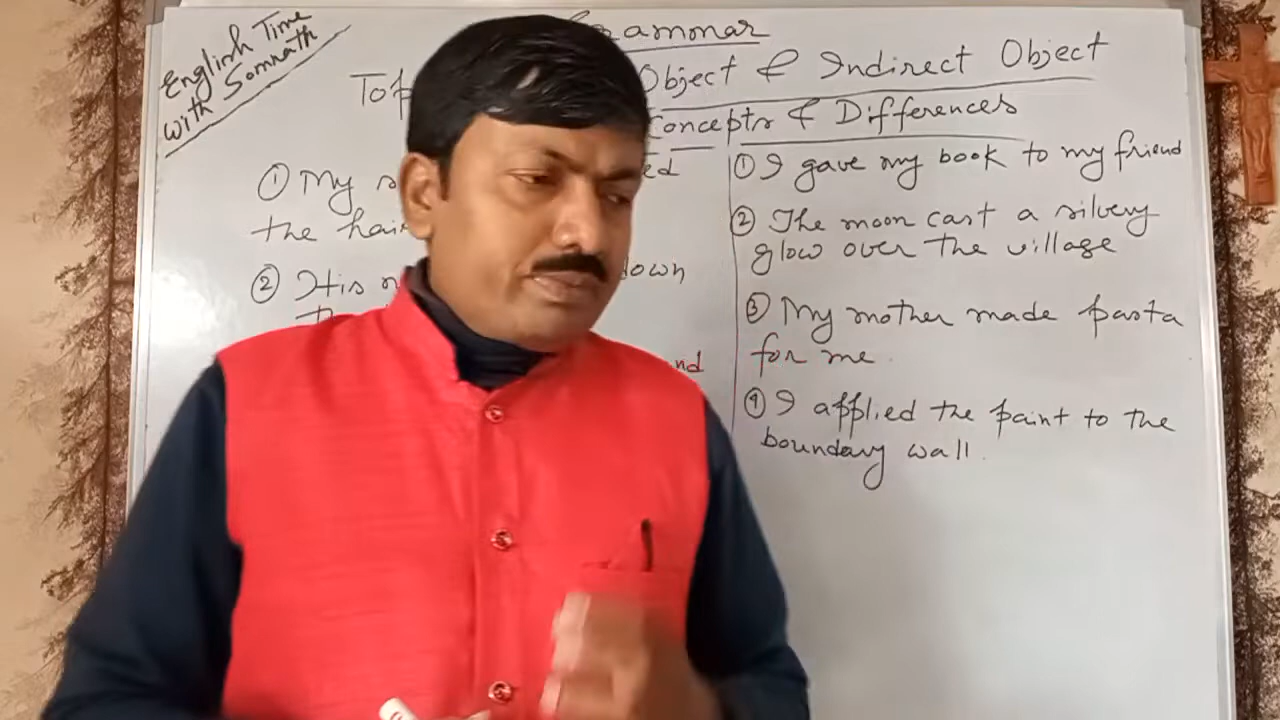 English Time
with Somnath
Grammar
Object & Indirect Object
Concepts & Differences
① My
the
② His
down
nd
① I gave my book to my friend
② The moon cast a silvery
glow over the village
③ My mother made pasta
for me
④ I applied the paint to the
boundary wall.